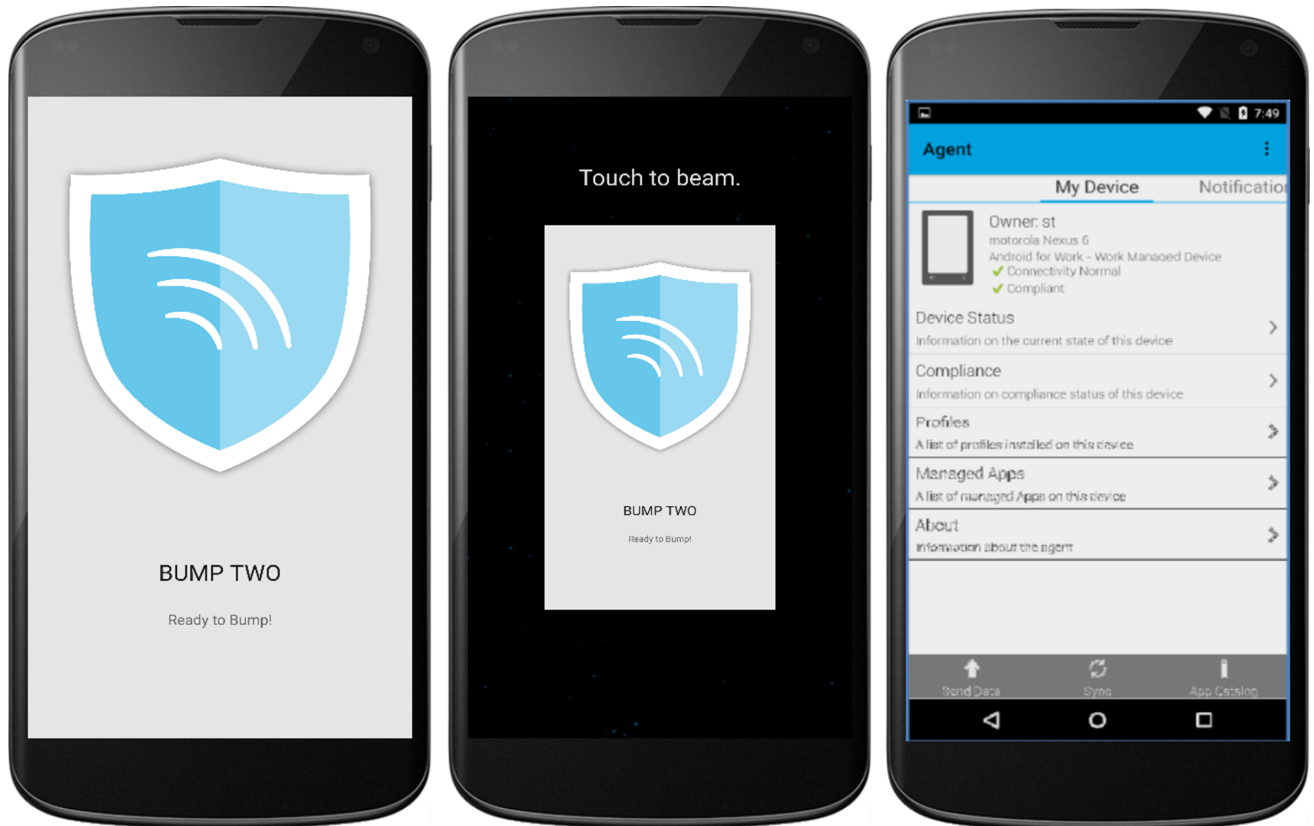 BUMP TWO
Ready to Bump!
Touch to beam.
BUMP TWO
Ready to Bump!
7:49
Agent
My Device
Notification
Owner: st
motorola Nexus 6
Android for Work - Work Managed Device
Connectivity Normal
Compliant
Device Status
Information on the current state of this device
Compliance
Information on compliance status of this device
Profiles
A list of profiles installed on this device
Managed Apps
A list of managed Apps on this device
About
Information about the agent
Send Data
Sync
App Catalog